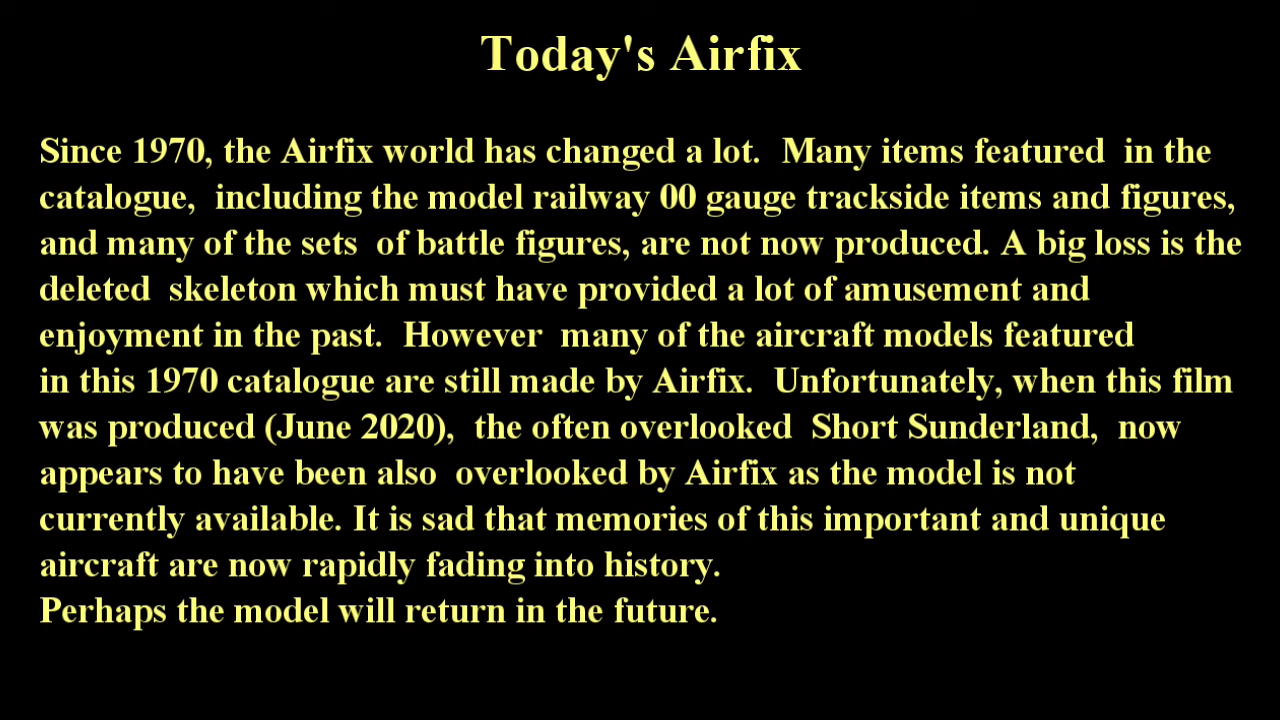 Today's Airfix
Since 1970, the Airfix world has changed a lot.  Many items featured  in the
catalogue,  including the model railway 00 gauge trackside items and figures,
and many of the sets  of battle figures, are not now produced. A big loss is the
deleted  skeleton which must have provided a lot of amusement and
enjoyment in the past.  However  many of the aircraft models featured
in this 1970 catalogue are still made by Airfix.  Unfortunately, when this film
was produced (June 2020),  the often overlooked  Short Sunderland,  now
appears to have been also  overlooked by Airfix as the model is not
currently available. It is sad that memories of this important and unique
aircraft are now rapidly fading into history.
Perhaps the model will return in the future.